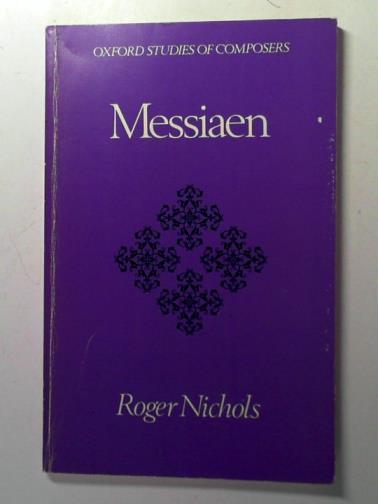 OXFORD STUDIES OF COMPOSERS
Messiaen
Roger Nichols